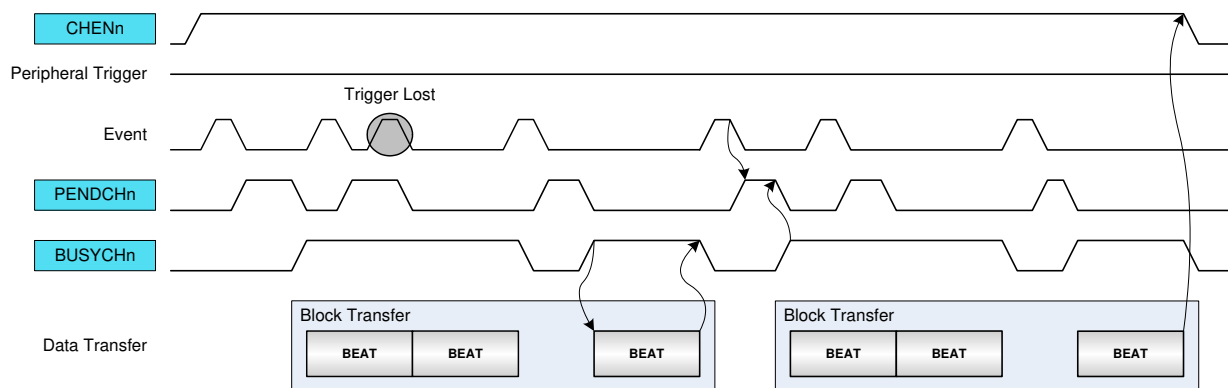 CHENn
Peripheral Trigger
Trigger Lost
Event
PENDCHn
BUSYCHn
Block Transfer
Block Transfer
Data Transfer
BEAT
BEAT
BEAT
BEAT
BEAT
BEAT